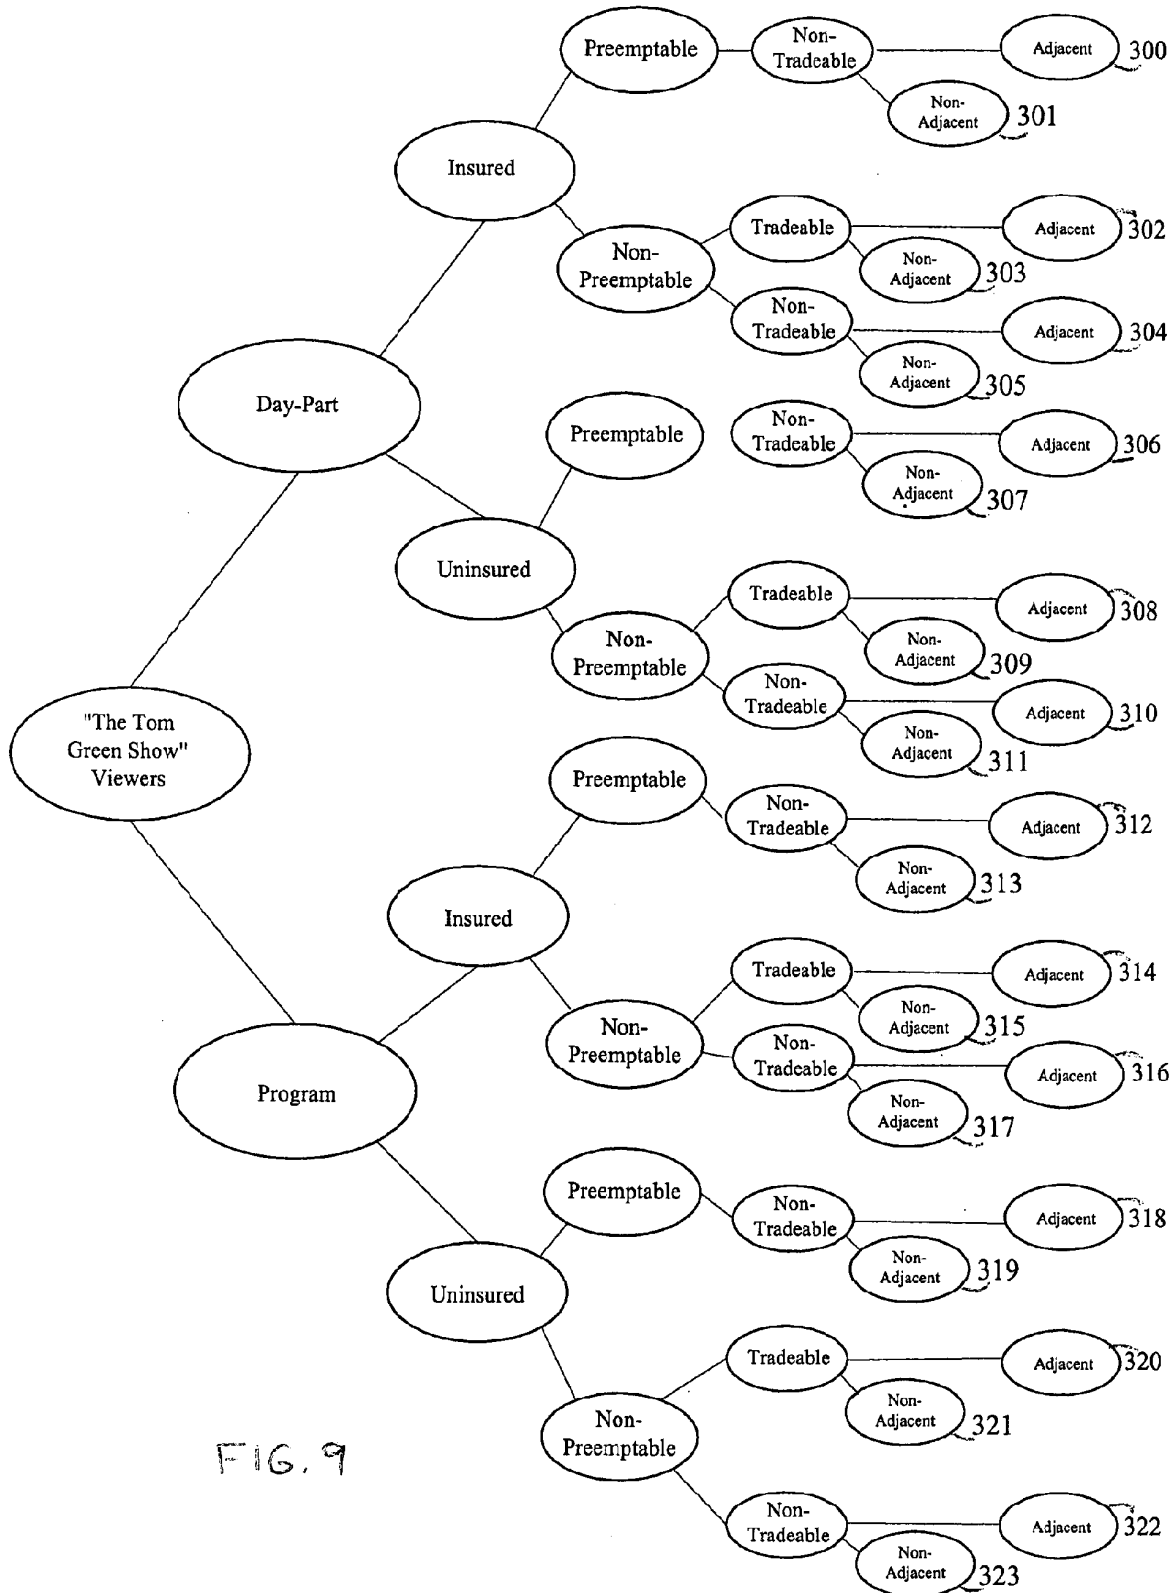 Preemptable
Non-
Tradeable
Adjacent
300
Non-
Adjacent
301
Insured
Tradeable
Adjacent
302
Non-
Preemptable
Non-
Adjacent
303
Non-
Tradeable
Adjacent
304
Non-
Adjacent
305
Day-Part
Preemptable
Non-
Tradeable
Adjacent
306
Non-
Adjacent
307
Uninsured
Tradeable
Adjacent
308
Non-
Preemptable
Non-
Adjacent
309
Non-
Tradeable
Adjacent
310
Non-
Adjacent
311
"The Tom
Green Show"
Viewers
Preemptable
Non-
Tradeable
Adjacent
312
Non-
Adjacent
313
Insured
Tradeable
Adjacent
314
Non-
Preemptable
Non-
Adjacent
315
Non-
Tradeable
Adjacent
316
Non-
Adjacent
317
Program
Preemptable
Non-
Tradeable
Adjacent
318
Non-
Adjacent
319
Uninsured
Tradeable
Adjacent
320
Non-
Preemptable
Non-
Adjacent
321
Non-
Tradeable
Adjacent
322
Non-
Adjacent
323
FIG. 9